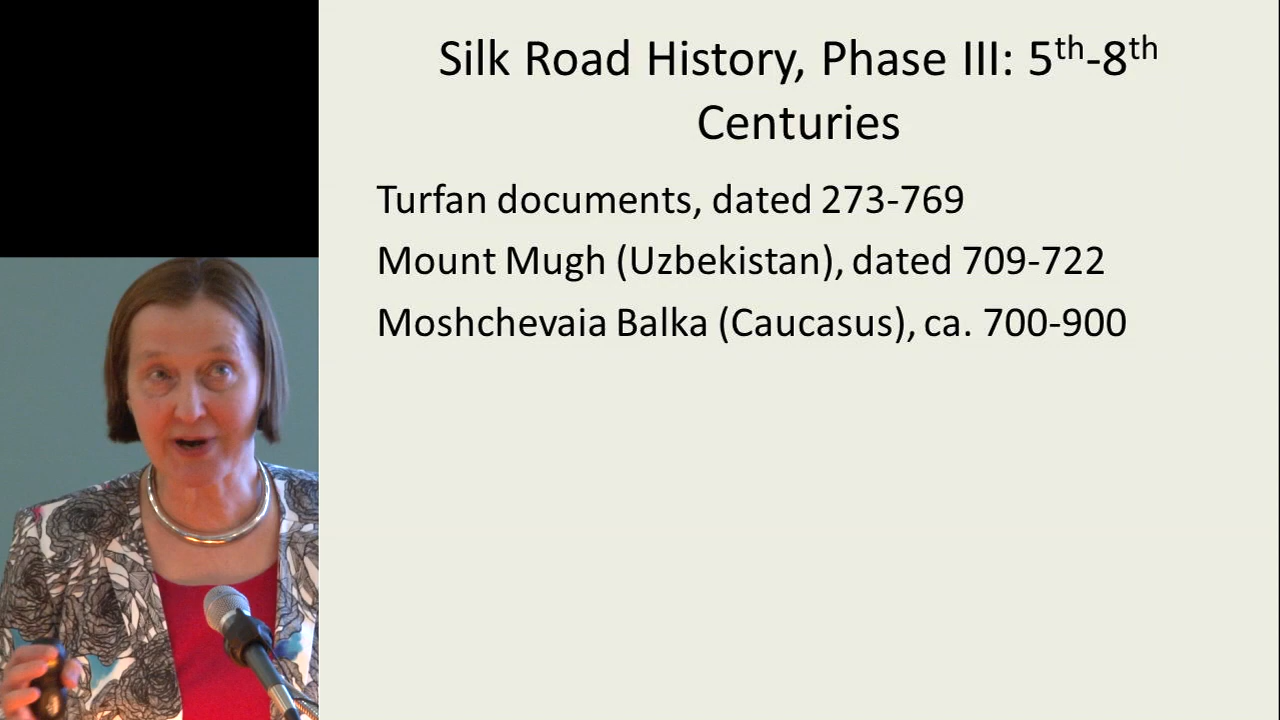 Silk Road History, Phase III: 5th-8th
Centuries
Turfan documents, dated 273-769
Mount Mugh (Uzbekistan), dated 709-722
Moshchevaia Balka (Caucasus), ca. 700-900